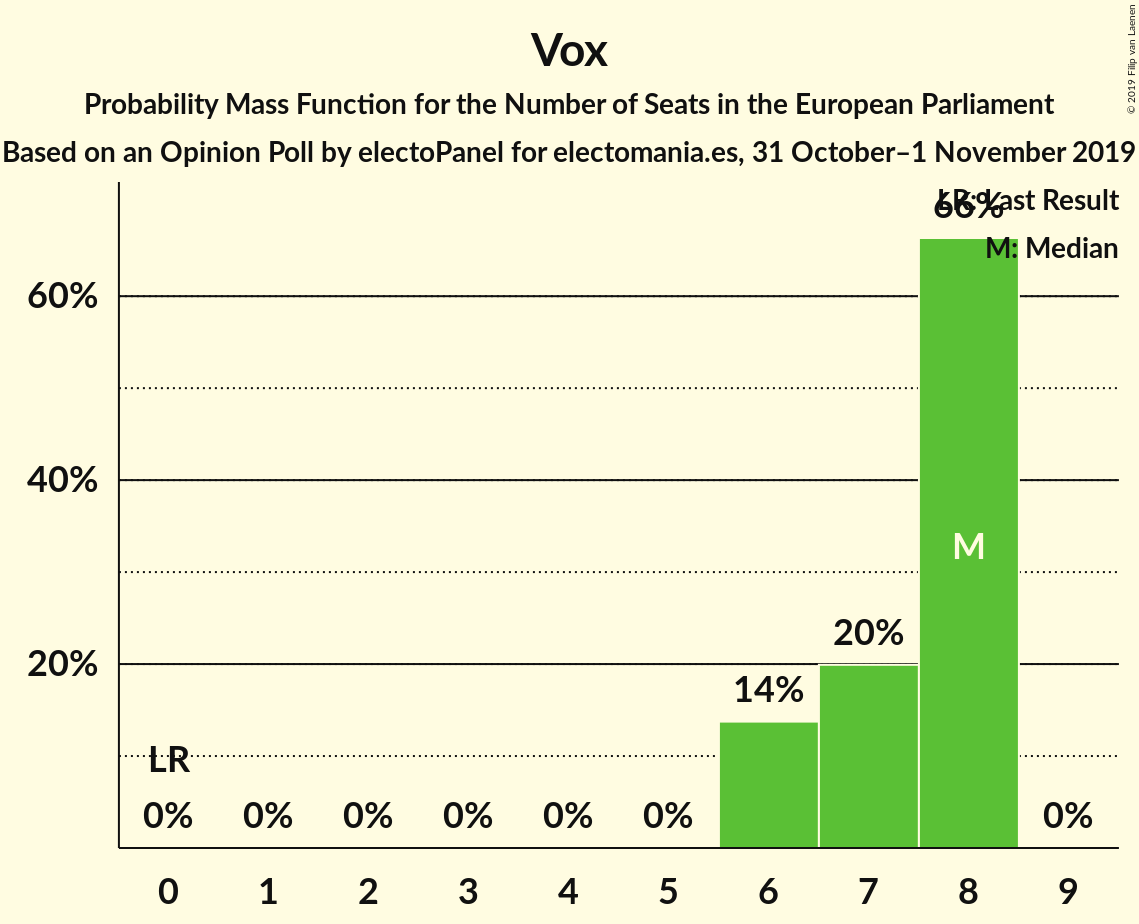 Vox
Probability Mass Function for the Number of Seats in the European Parliament
Based on an Opinion Poll by electoPanel for electomania.es, 31 October–1 November 2019
© 2019 Filip van Laenen
LR: Last Result
M: Median
66%
60%
40%
20%
M
20%
14%
LR
0% 0% 0% 0% 0% 0% 0%
0 1 2 3 4 5 6 7 8 9